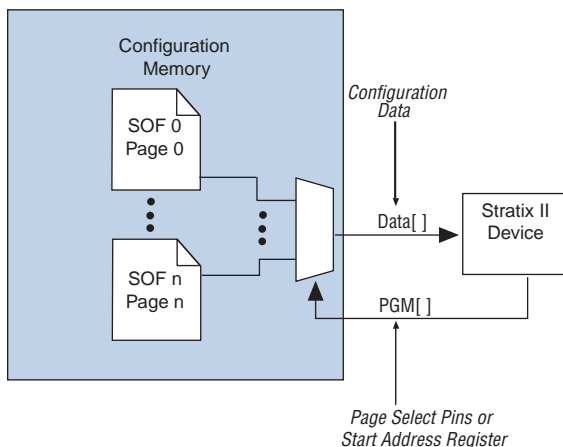 Configuration
Memory
SOF 0
Page 0
SOF n
Page n
Configuration
Data
Data[ ]
Stratix II
Device
PGM[ ]
Page Select Pins or
Start Address Register